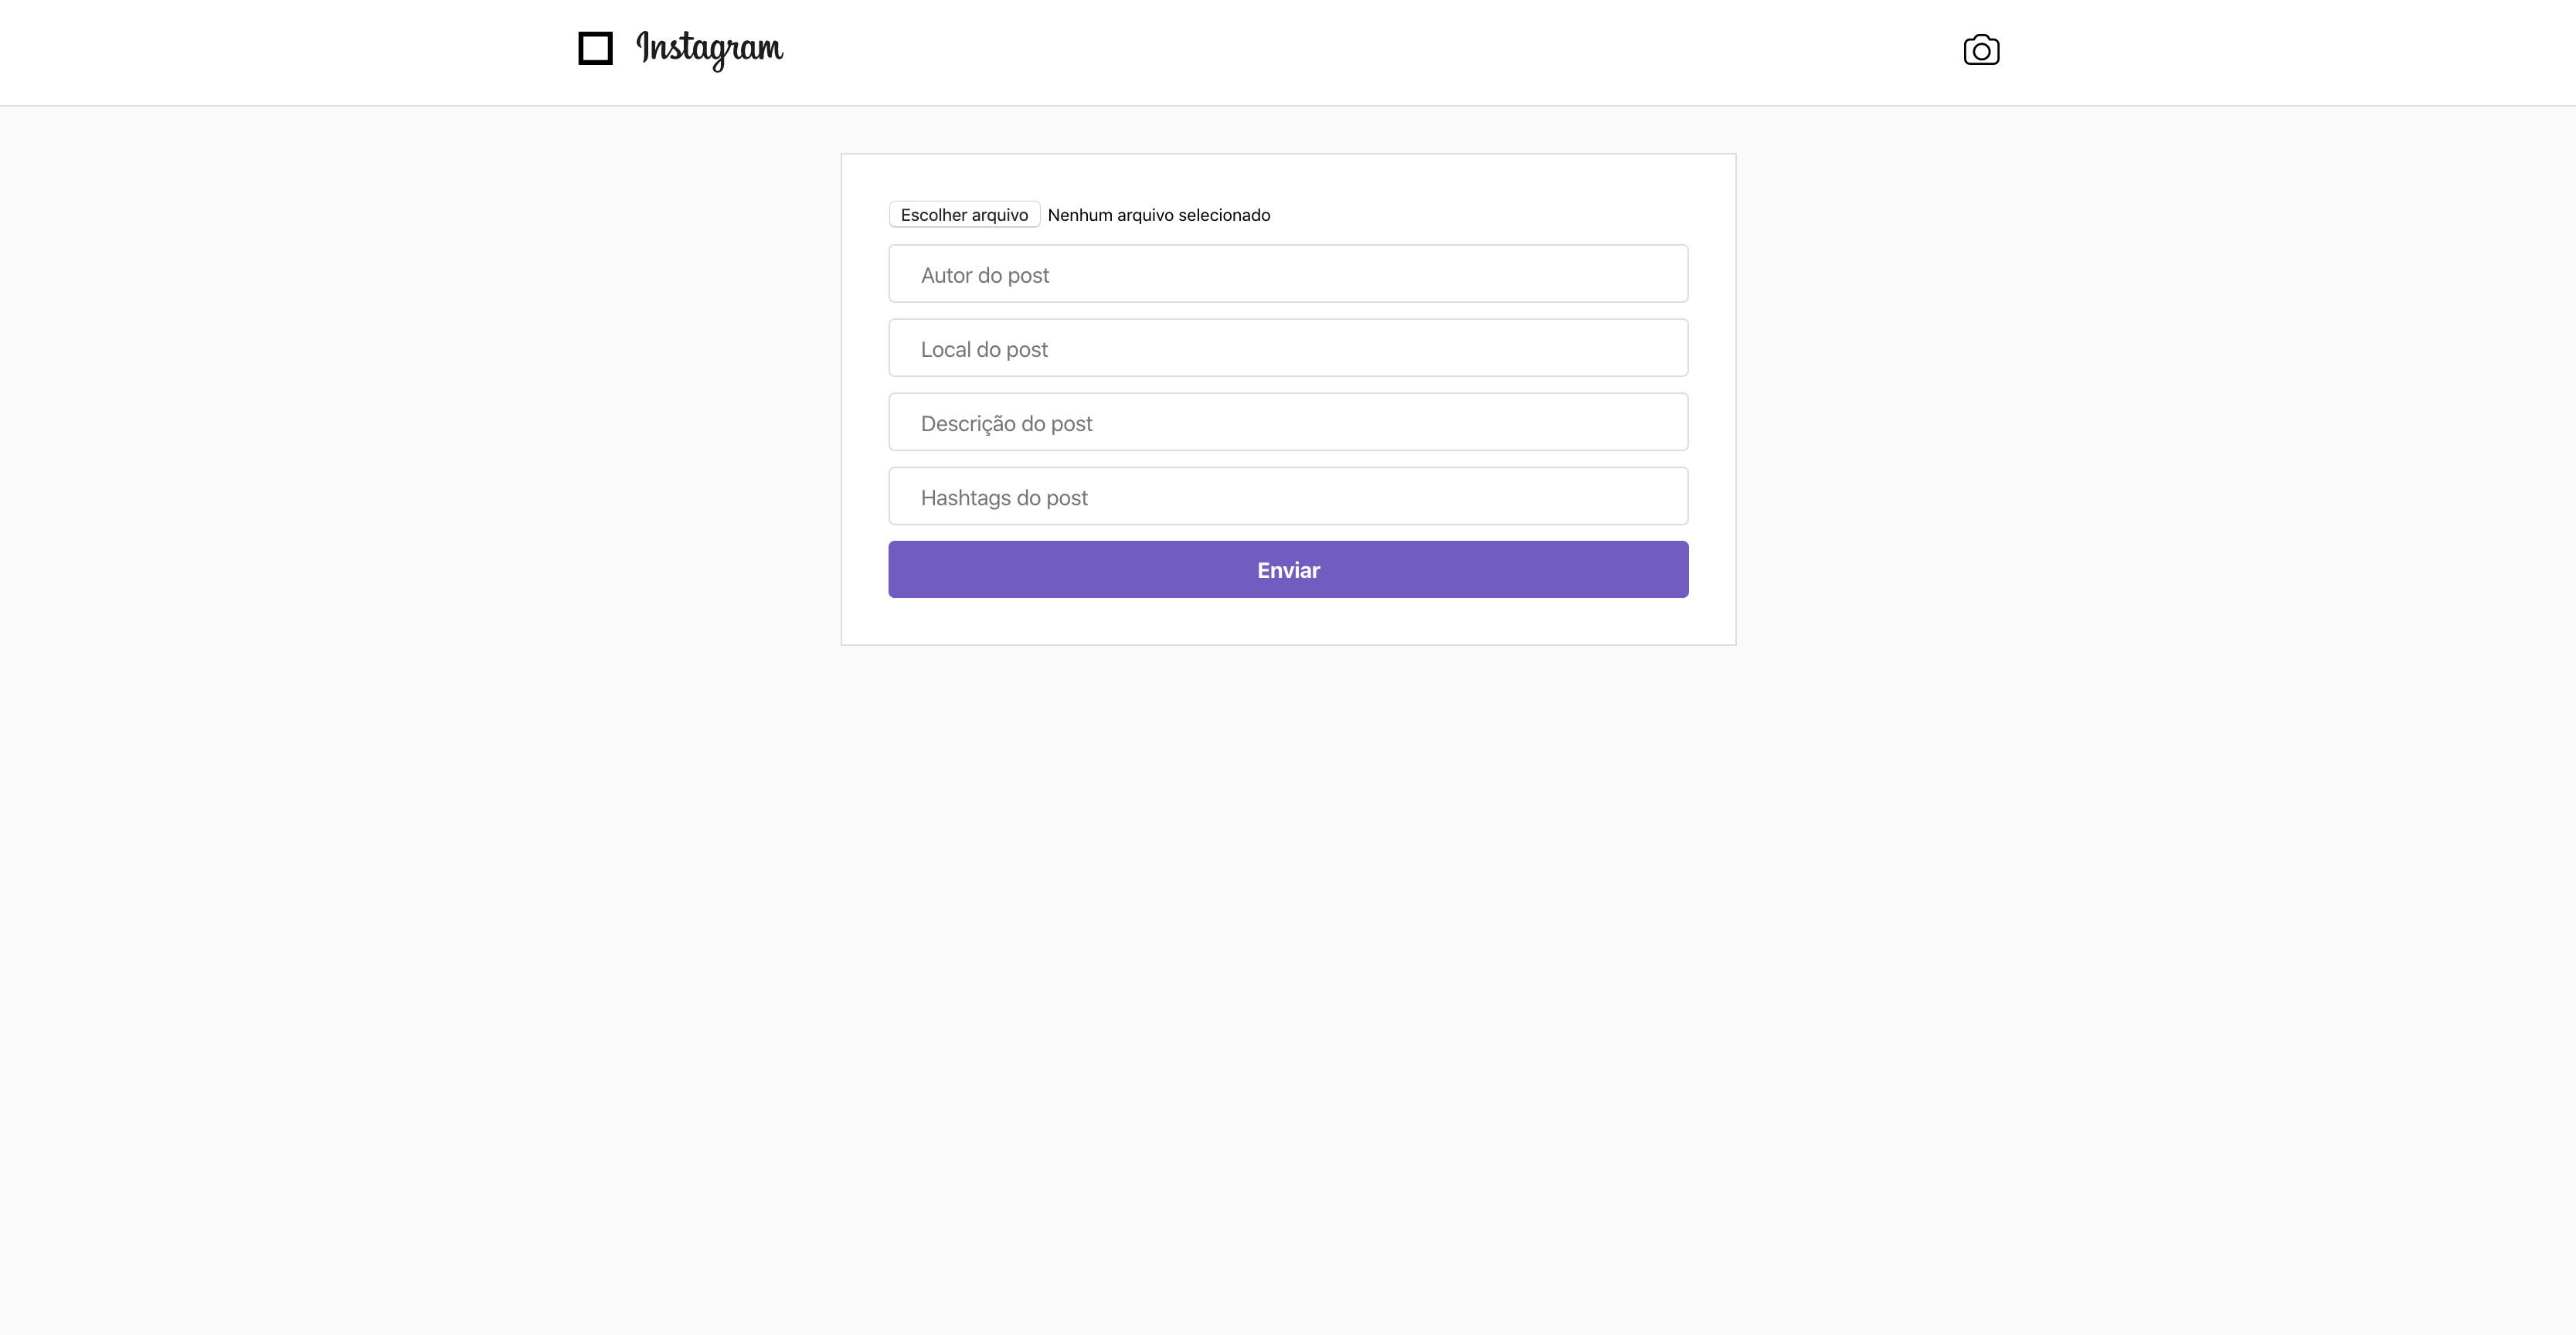 Instagram
Escolher arquivo Nenhum arquivo selecionado
Autor do post
Local do post
Descrição do post
Hashtags do post
Enviar